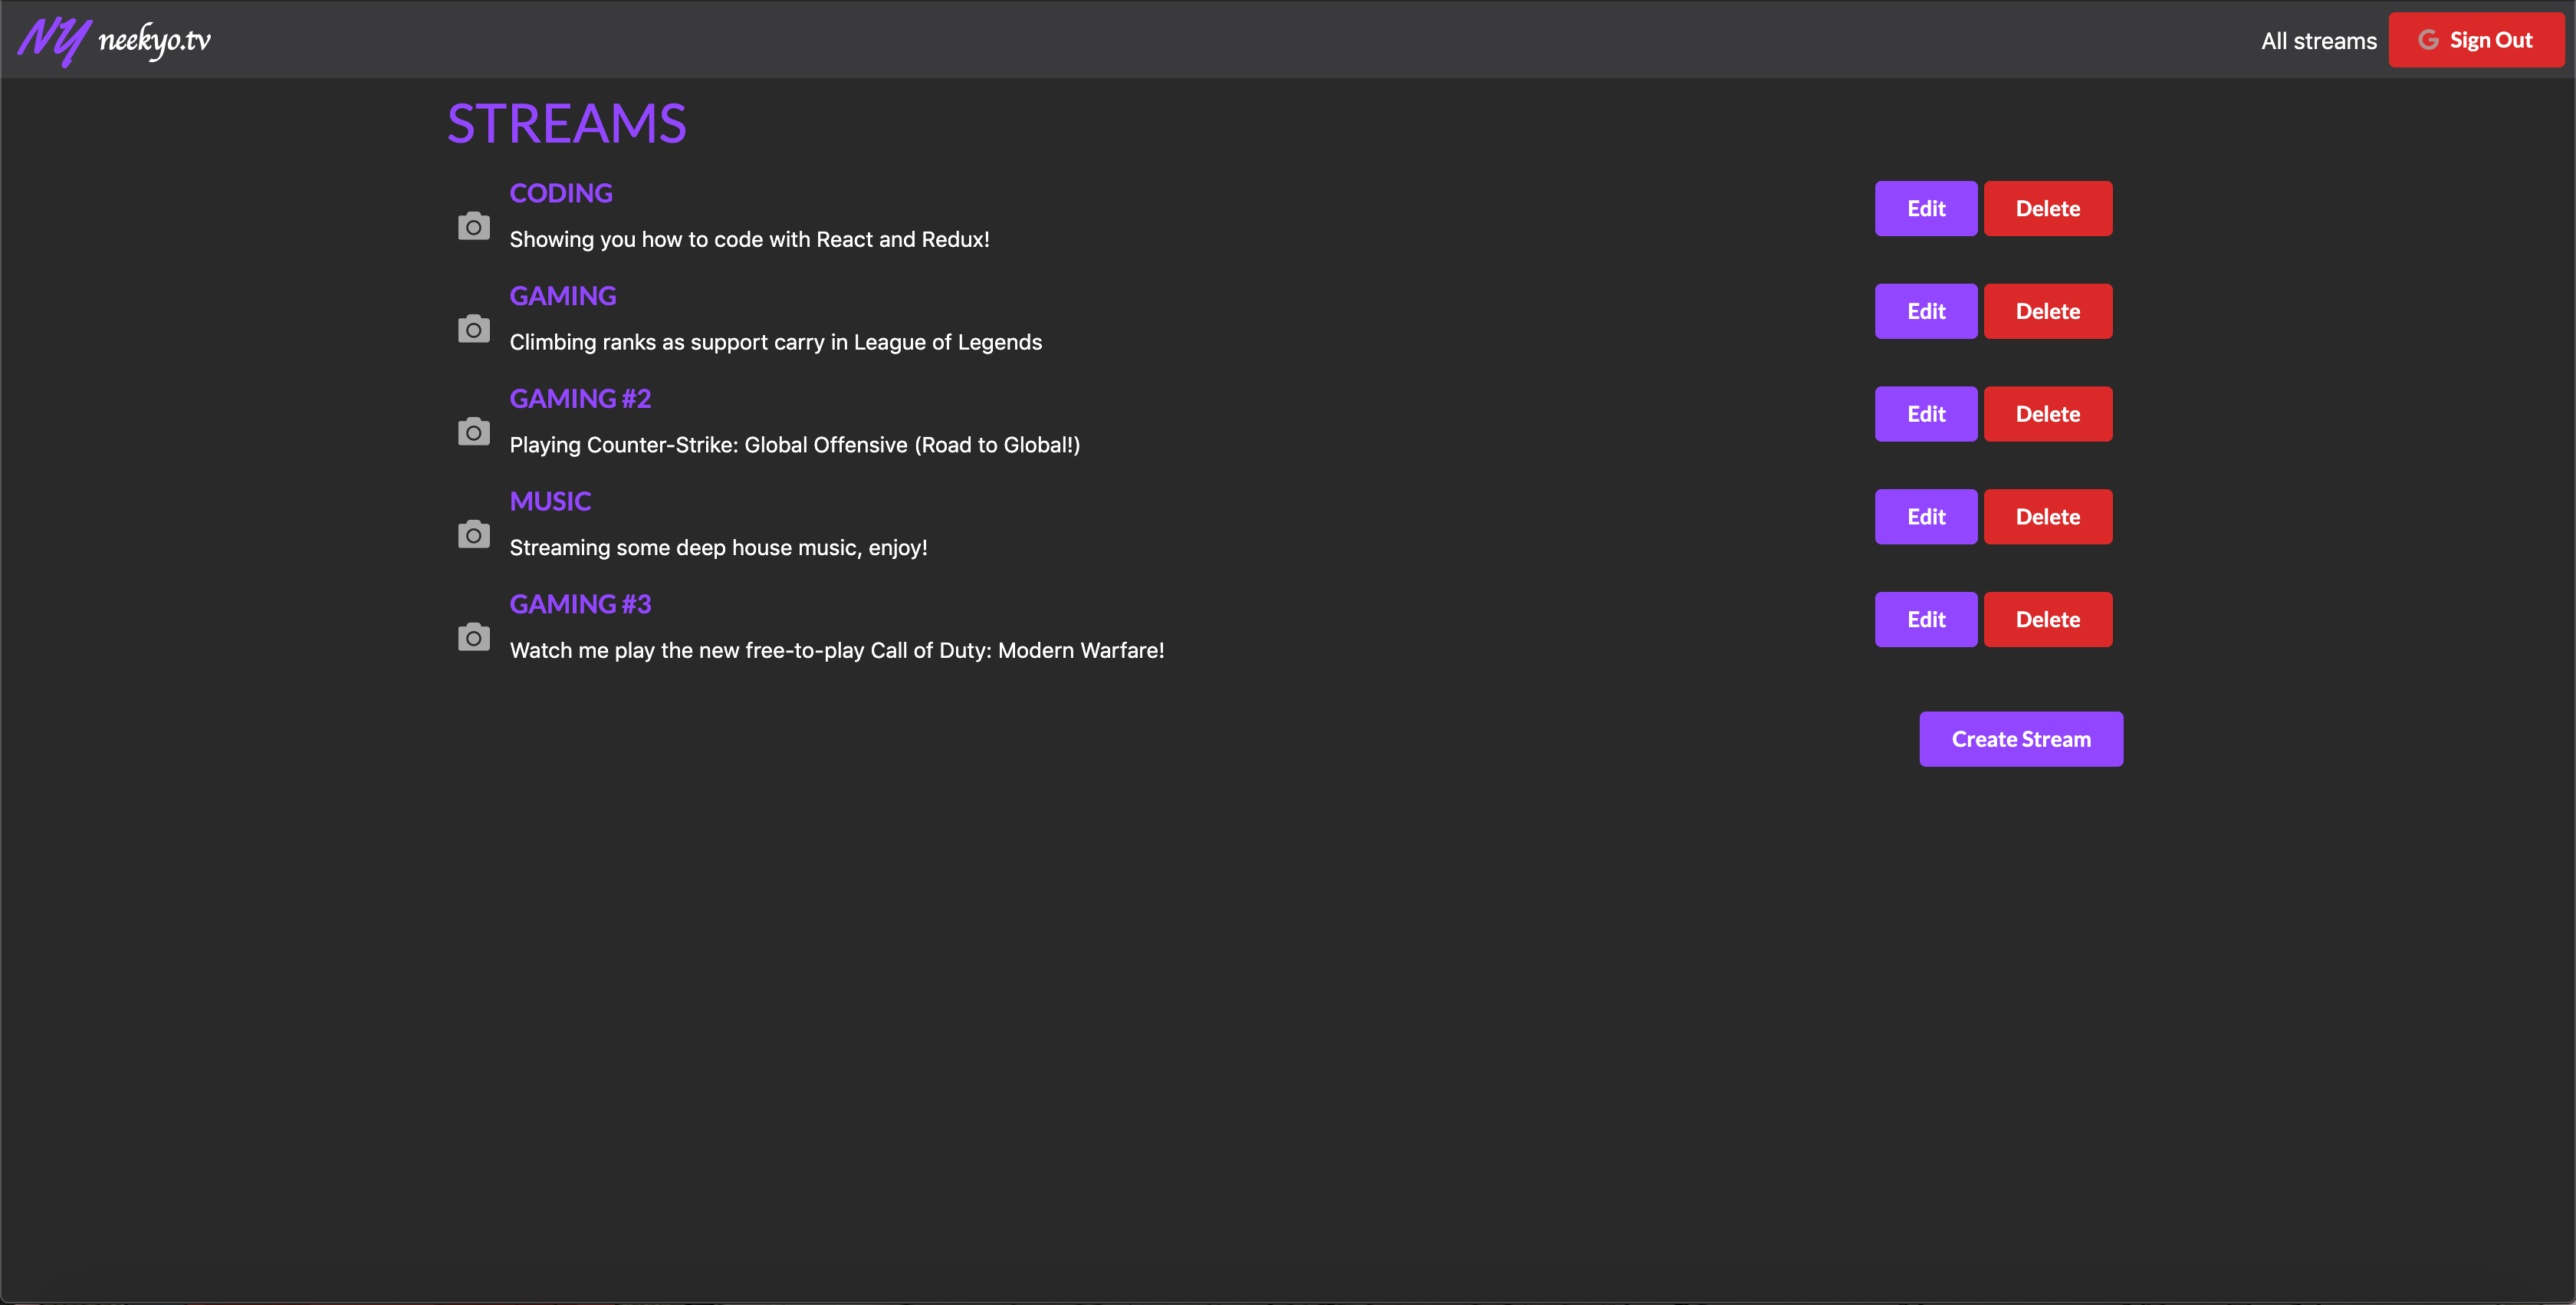 NY neekyo.tv
All streams
G Sign Out
STREAMS
CODING
Showing you how to code with React and Redux!
Edit Delete
GAMING
Climbing ranks as support carry in League of Legends
Edit Delete
GAMING #2
Playing Counter-Strike: Global Offensive (Road to Global!)
Edit Delete
MUSIC
Streaming some deep house music, enjoy!
Edit Delete
GAMING #3
Watch me play the new free-to-play Call of Duty: Modern Warfare!
Edit Delete
Create Stream